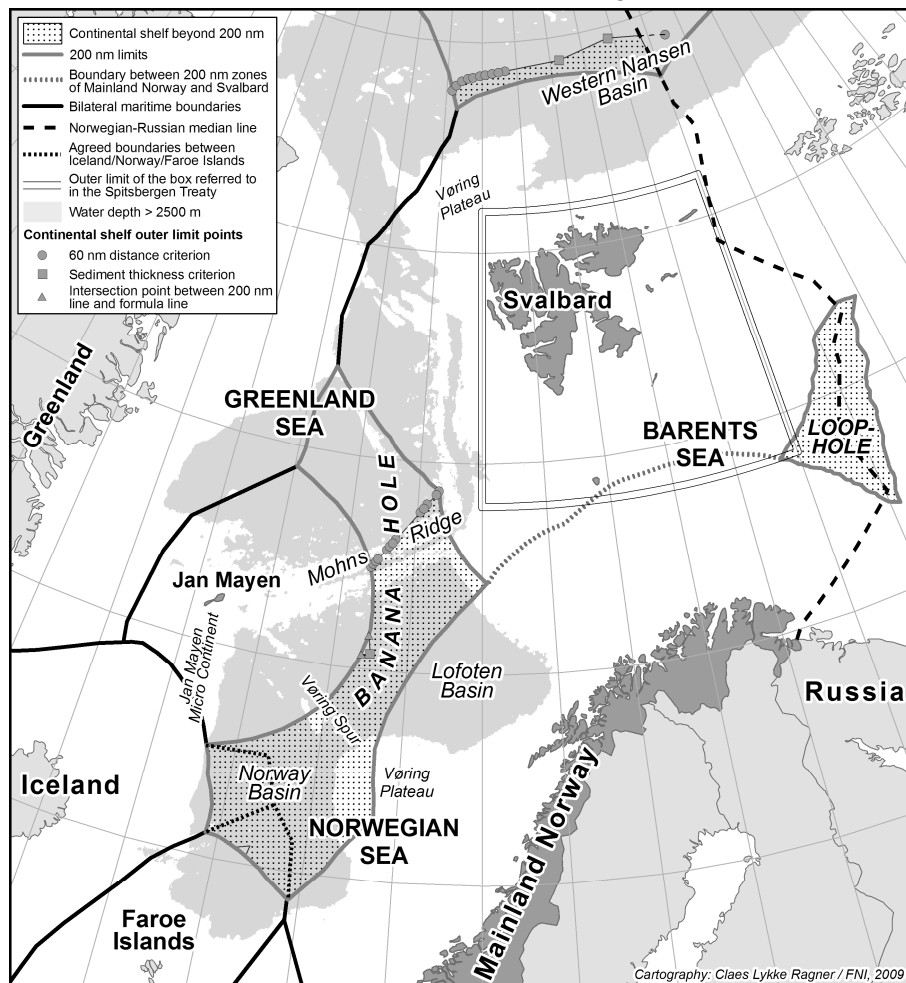 Continental shelf beyond 200 nm
200 nm limits
Boundary between 200 nm zones
of Mainland Norway and Svalbard
Bilateral maritime boundaries
Norwegian-Russian median line
Agreed boundaries between
Iceland/Norway/Faroe Islands
Outer limit of the box referred to
in the Spitsbergen Treaty
Water depth > 2500 m
Continental shelf outer limit points
60 nm distance criterion
Sediment thickness criterion
Intersection point between 200 nm
line and formula line
Western Nansen
Basin
Vøring
Plateau
Svalbard
Greenland
GREENLAND
SEA
BARENTS
SEA
LOOP-
HOLE
BANANA HOLE
Mohns Ridge
Jan Mayen
Jan Mayen
Micro Continent
Vøring Spur
Lofoten
Basin
Russia
Iceland
Norway
Basin
Vøring
Plateau
NORWEGIAN
SEA
Mainland Norway
Faroe
Islands
Cartography: Claes Lykke Ragner / FNI, 2009